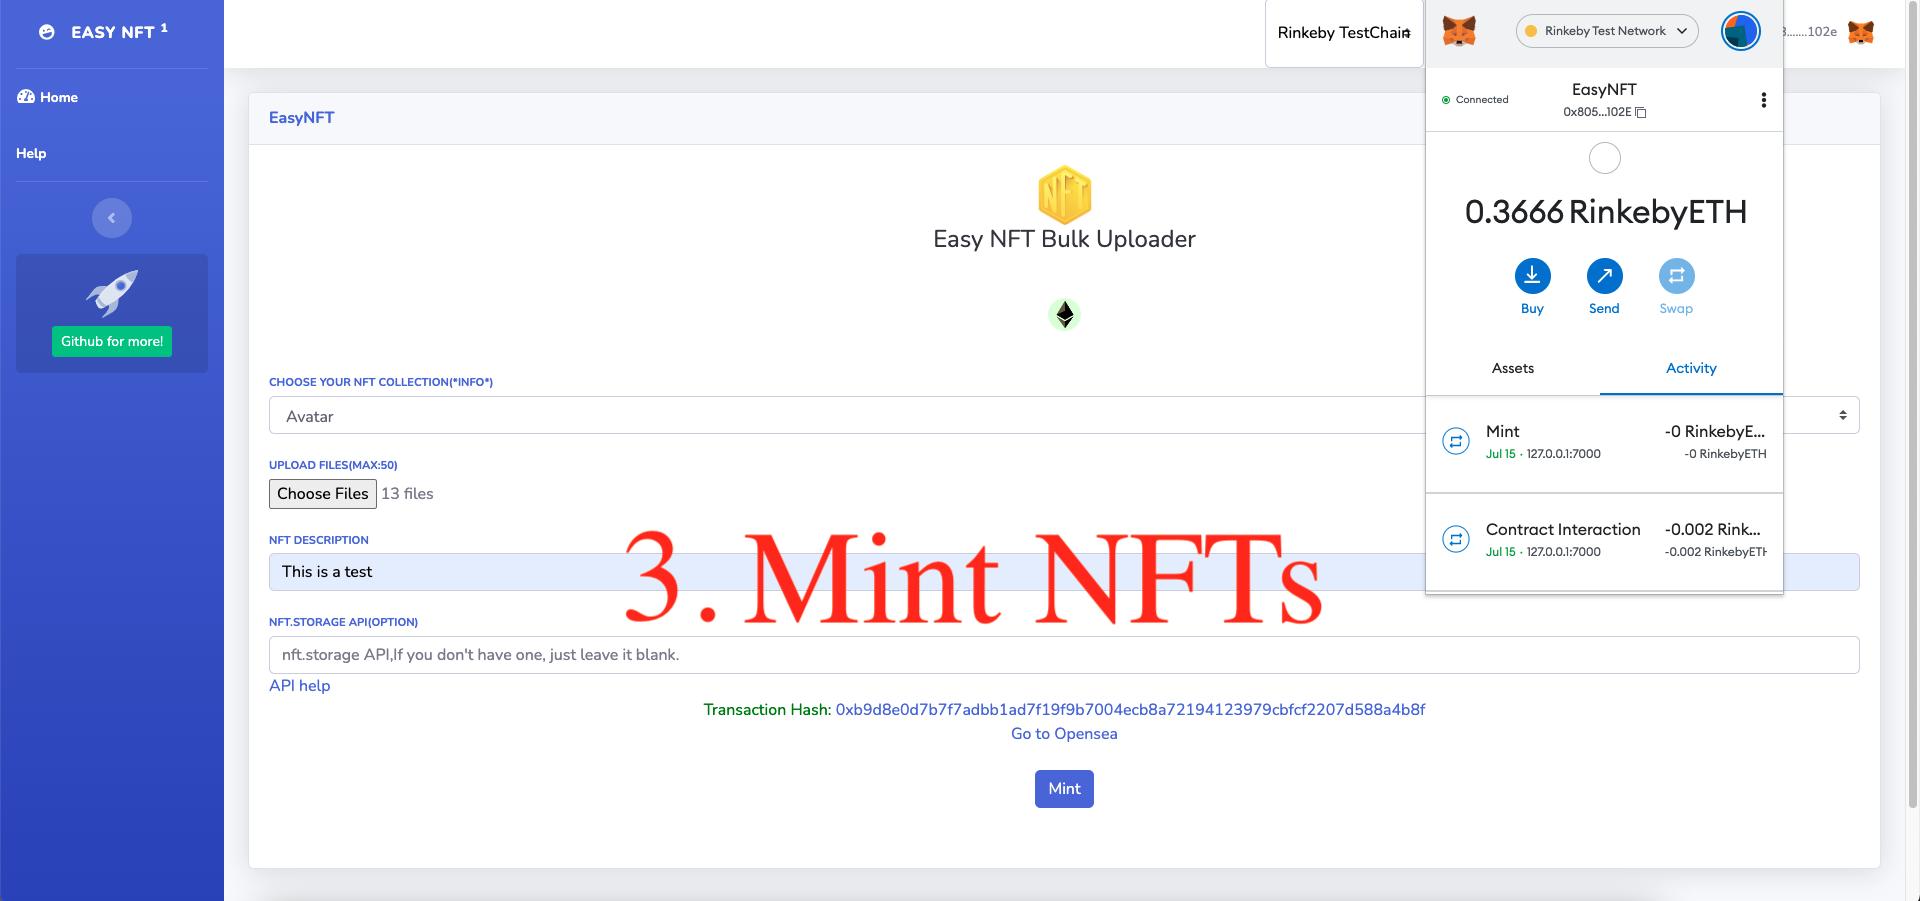 EASY NFT 1
Home
Help
Github for more!
Rinkeby TestChain
Rinkeby Test Network
3.......102e
EasyNFT
NFT
Easy NFT Bulk Uploader
CHOOSE YOUR NFT COLLECTION(*INFO*)
Avatar
UPLOAD FILES(MAX:50)
Choose Files 13 files
NFT DESCRIPTION
This is a test
3. Mint NFTs
NFT.STORAGE API(OPTION)
nft.storage API,If you don't have one, just leave it blank.
API help
Transaction Hash: 0xb9d8e0d7b7f7adbb1ad7f19f9b7004ecb8a72194123979cbfcf2207d588a4b8f
Go to Opensea
Mint
Connected
EasyNFT
0x805...102E
0.3666 RinkebyETH
Buy
Send
Swap
Assets
Activity
Mint
-0 RinkebyE...
Jul 15 · 127.0.0.1:7000
-0 RinkebyETH
Contract Interaction
-0.002 Rink...
Jul 15 · 127.0.0.1:7000
-0.002 RinkebyETH